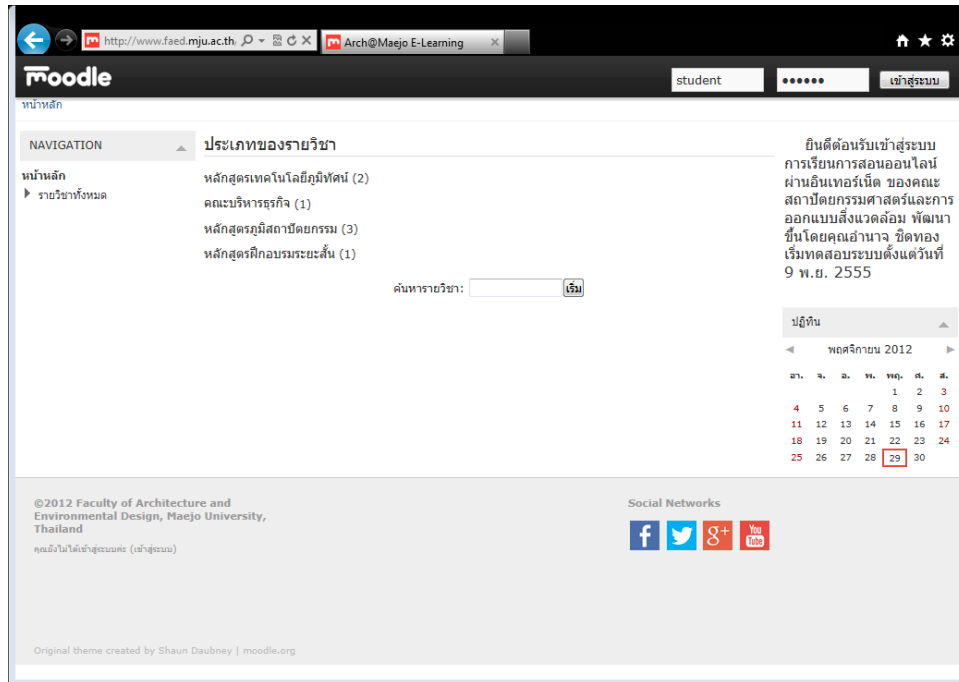 http://www.faed.mju.ac.th
Arch@Maejo E-Learning
moodle
student
เข้าสู่ระบบ
หน้าหลัก
NAVIGATION
หน้าหลัก
รายวิชาทั้งหมด
ประเภทของรายวิชา
หลักสูตรเทคโนโลยีภูมิทัศน์ (2)
คณะบริหารธุรกิจ (1)
หลักสูตรภูมิสถาปัตยกรรม (3)
หลักสูตรฝึกอบรมระยะสั้น (1)
ค้นหารายวิชา:
เริ่ม
ยินดีต้อนรับเข้าสู่ระบบ
การเรียนการสอนออนไลน์
ผ่านอินเทอร์เน็ต ของคณะ
สถาปัตยกรรมศาสตร์และการ
ออกแบบสิ่งแวดล้อม พัฒนา
ขึ้นโดยคุณอำนาจ ชิดทอง
เริ่มทดสอบระบบตั้งแต่วันที่
9 พ.ย. 2555
ปฏิทิน
พฤศจิกายน 2012
อา. จ. อ. พ. พฤ. ศ. ส.
1 2 3
4 5 6 7 8 9 10
11 12 13 14 15 16 17
18 19 20 21 22 23 24
25 26 27 28 29 30
©2012 Faculty of Architecture and
Environmental Design, Maejo University,
Thailand
คุณยังไม่ได้เข้าสู่ระบบค่ะ (เข้าสู่ระบบ)
Social Networks
f
g+
You
Tube
Original theme created by Shaun Daubney | moodle.org